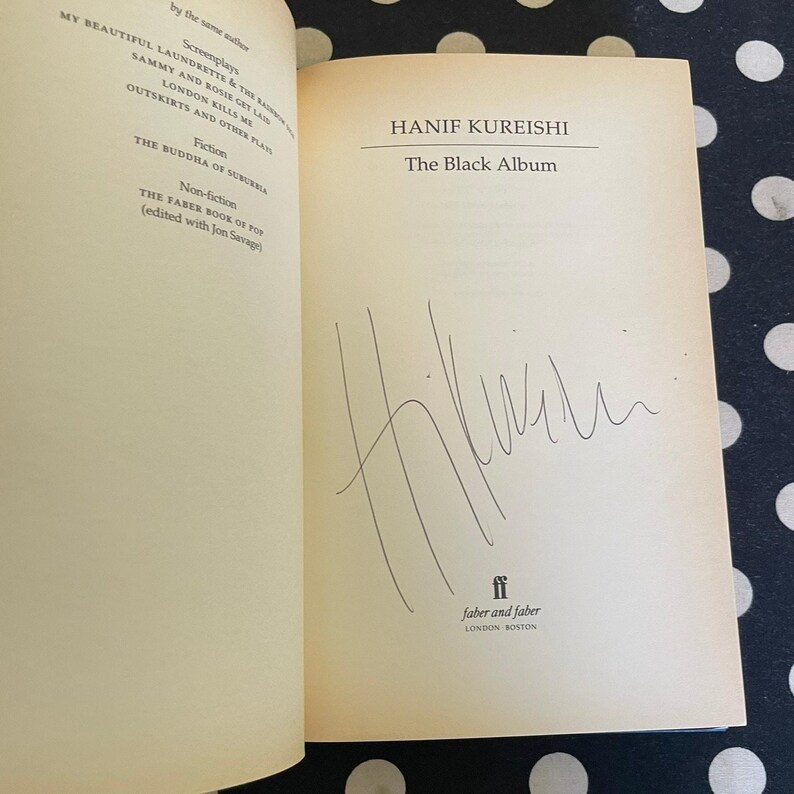 by the same author
Screenplays
MY BEAUTIFUL LAUNDRETTE & THE RAINBOW
SAMMY AND ROSIE GET LAID
LONDON KILLS ME
OUTSKIRTS AND OTHER PLAYS
Fiction
THE BUDDHA OF SUBURBIA
Non-fiction
THE FABER BOOK OF POP
(edited with Jon Savage)
HANIF KUREISHI
The Black Album
ff
faber and faber
LONDON · BOSTON